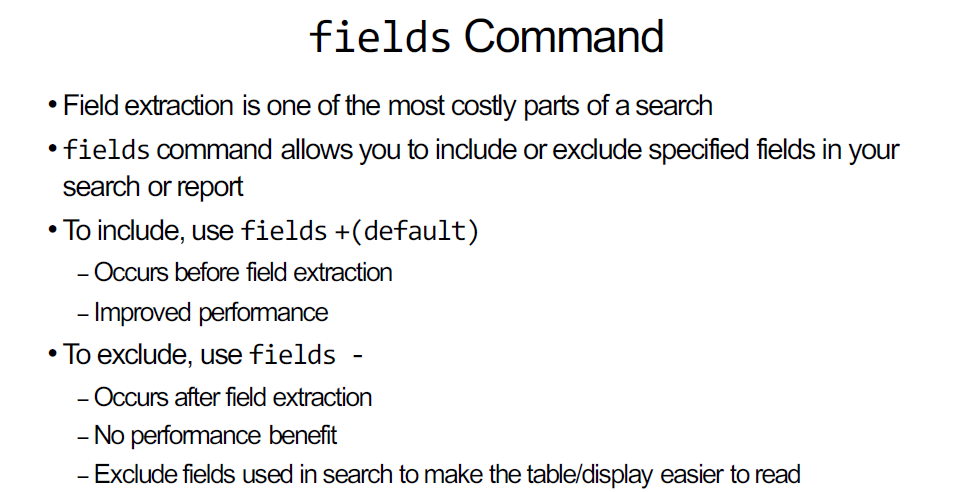 fields Command
• Field extraction is one of the most costly parts of a search
• fields command allows you to include or exclude specified fields in your
search or report
• To include, use fields +(default)
– Occurs before field extraction
– Improved performance
• To exclude, use fields -
– Occurs after field extraction
– No performance benefit
– Exclude fields used in search to make the table/display easier to read